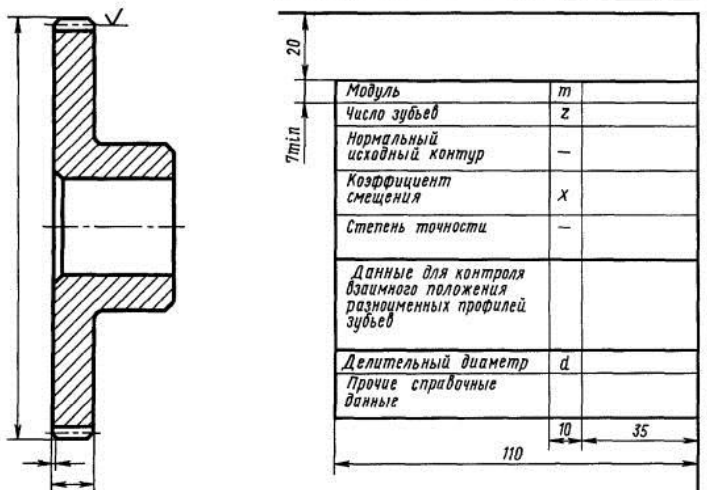 20
7min
Модуль m
Число зубьев z
Нормальный
исходный контур —
Коэффициент
смещения x
Степень точности —
Данные для контроля
взаимного положения
разноименных профилей
зубьев
Делительный диаметр d
Прочие справочные
данные
10 35
110